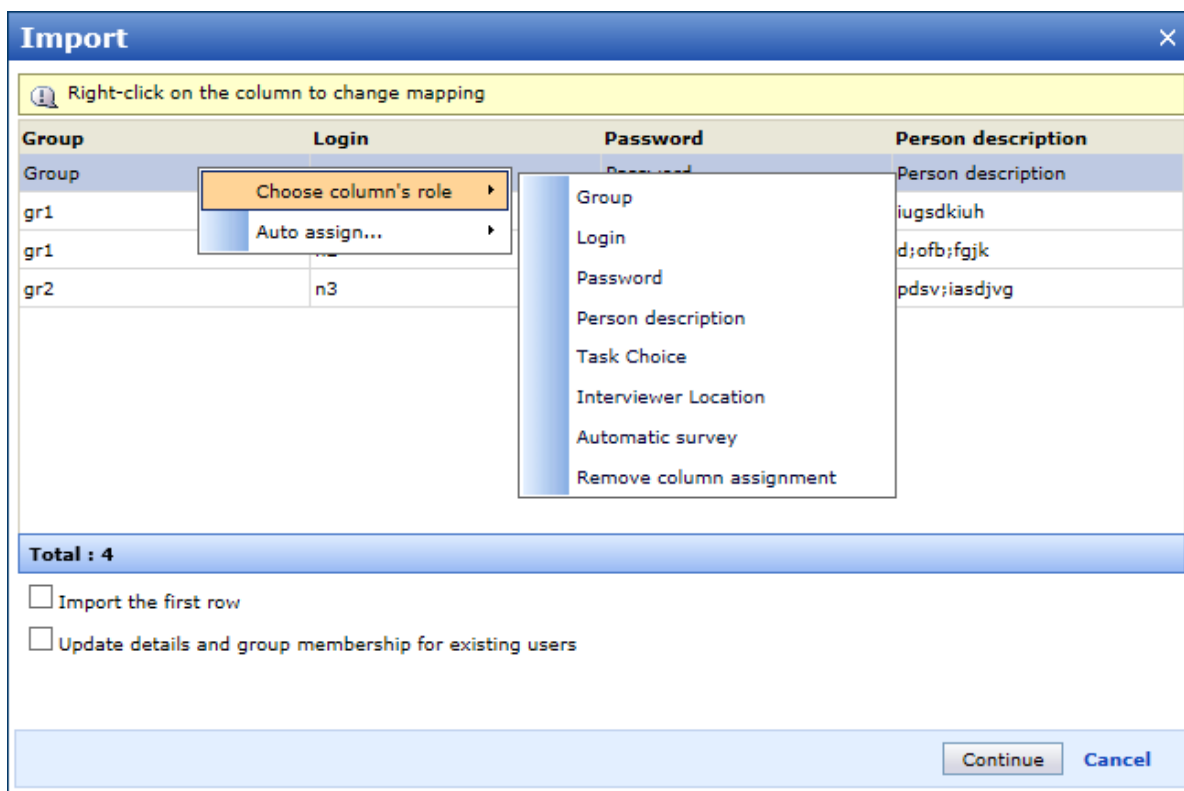 Import
Right-click on the column to change mapping
Group Login Password Person description
Group Person description
Choose column's role
Group
gr1 iugsdkiuh
Auto assign...
Login
gr1 d;ofb;fgjk
Password
gr2 n3 pdsv;iasdjvg
Person description
Task Choice
Interviewer Location
Automatic survey
Remove column assignment
Total : 4
Import the first row
Update details and group membership for existing users
Continue Cancel